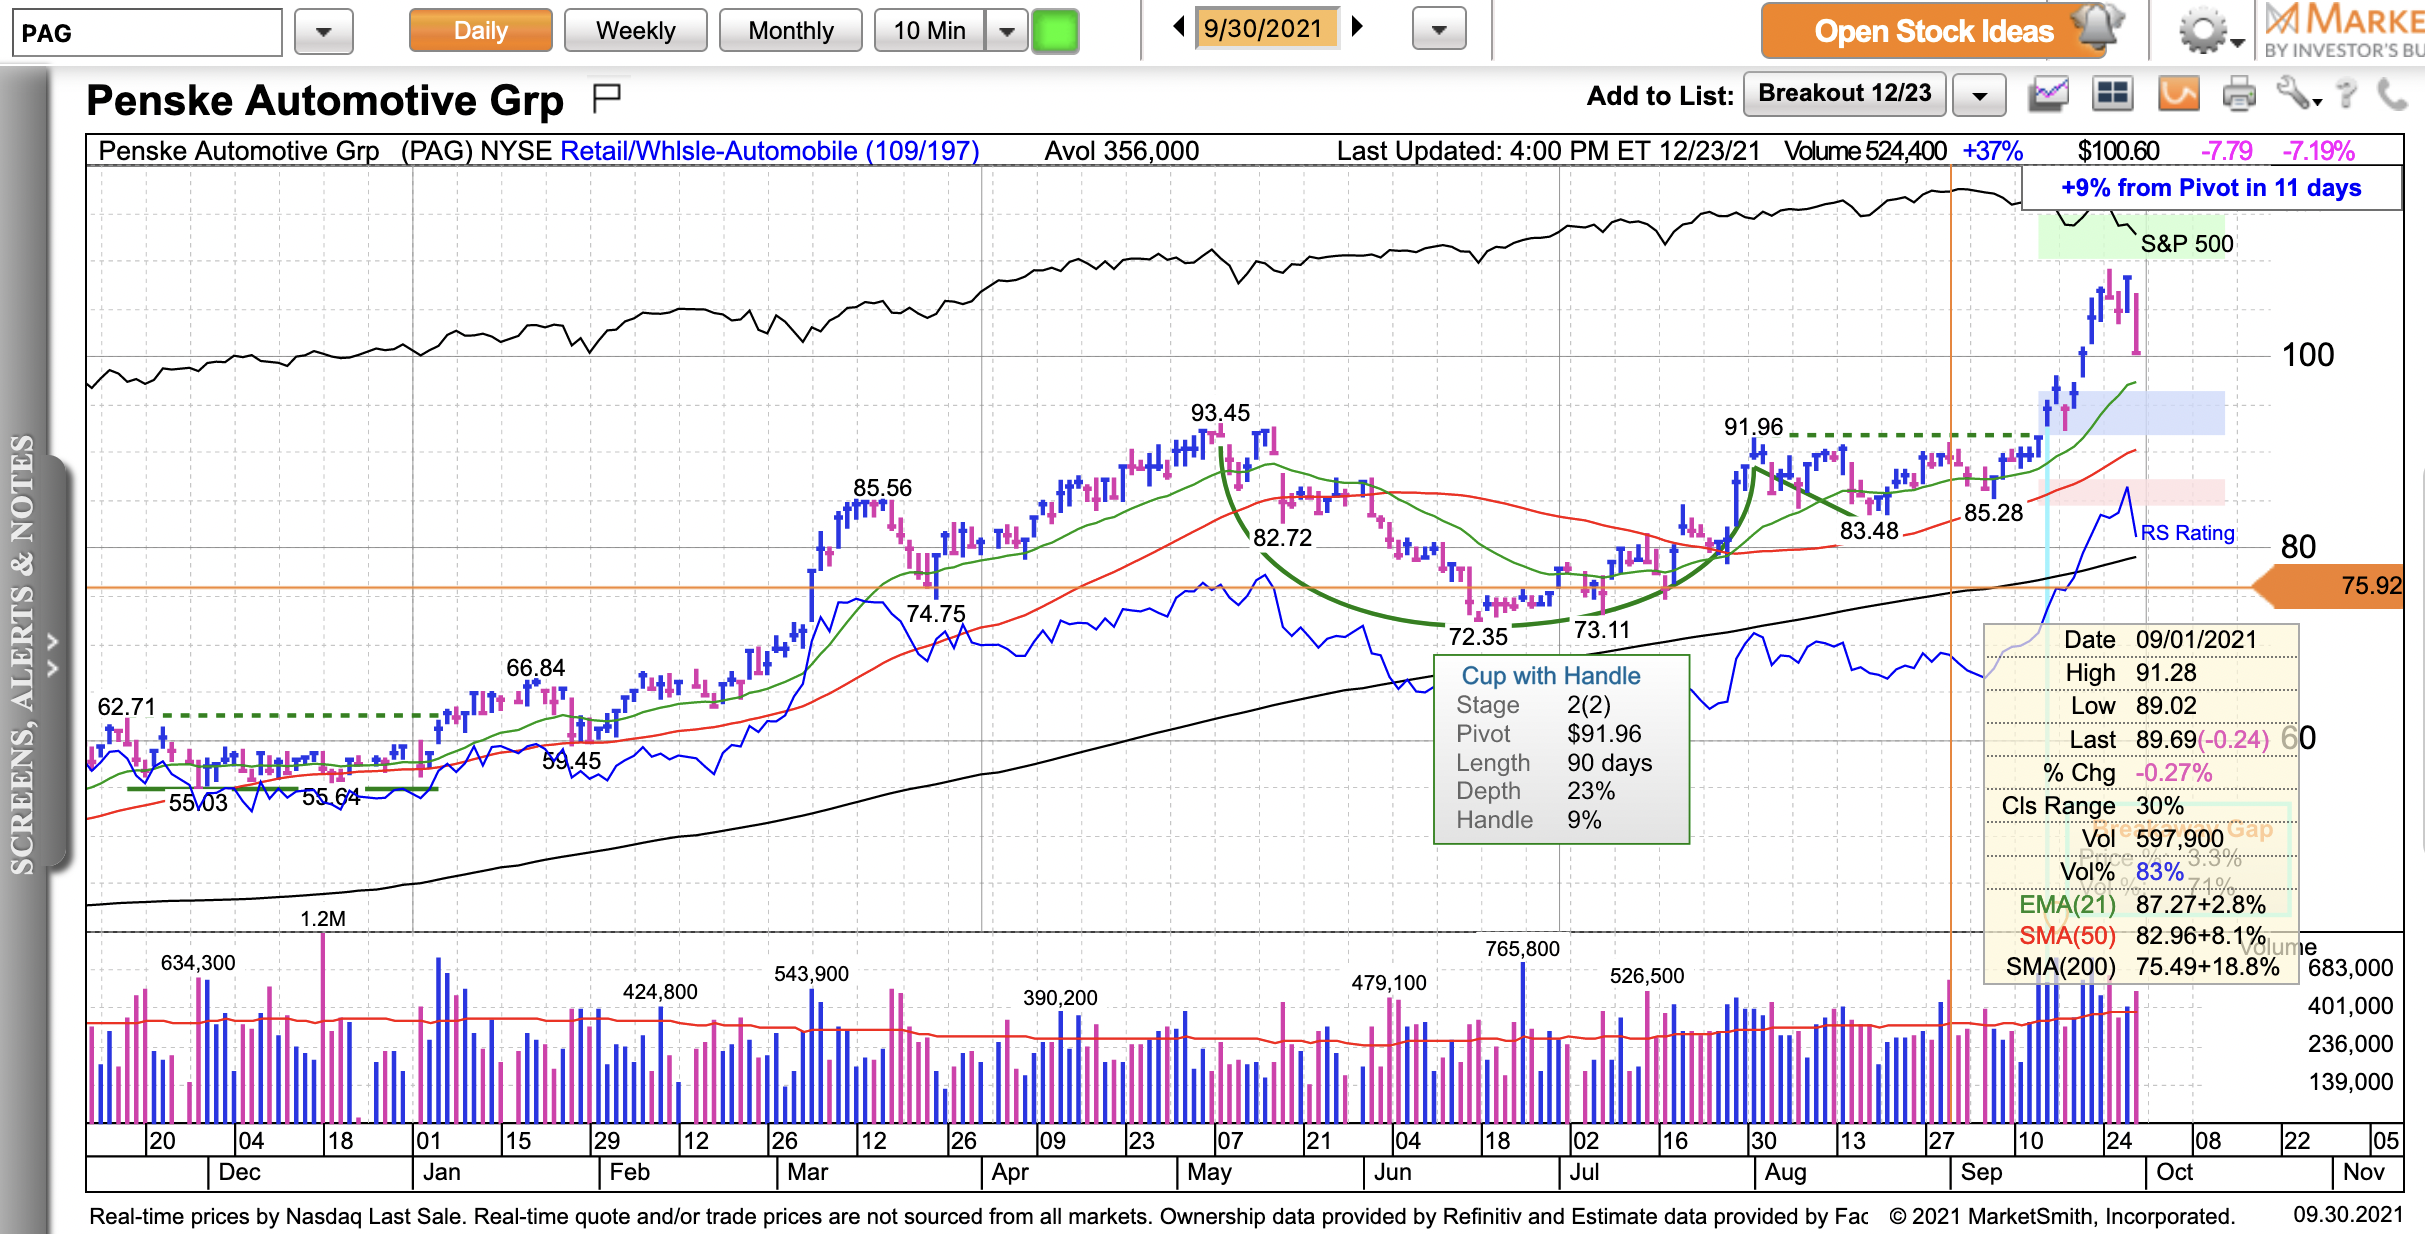 PAG Daily Weekly Monthly 10 Min 9/30/2021 Open Stock Ideas MARKE
BY INVESTOR'S BU
Penske Automotive Grp Add to List: Breakout 12/23
Penske Automotive Grp (PAG) NYSE Retail/Whlsle-Automobile (109/197) Avol 356,000 Last Updated: 4:00 PM ET 12/23/21 Volume 524,400 +37% $100.60 -7.79 -7.19%
+9% from Pivot in 11 days
S&P 500
100
93.45
91.96
85.56
85.28
82.72
83.48
RS Rating
80
75.92
74.75
72.35
73.11
66.84
62.71
59.45
55.03
55.64
60
SCREENS, ALERTS & NOTES
Cup with Handle
Stage 2(2)
Pivot $91.96
Length 90 days
Depth 23%
Handle 9%
Date 09/01/2021
High 91.28
Low 89.02
Last 89.69(-0.24)
% Chg -0.27%
Cls Range 30%
Vol 597,900
Vol% 83%
EMA(21) 87.27+2.8%
SMA(50) 82.96+8.1%
SMA(200) 75.49+18.8%
Breakaway Gap
Price % 3.3%
Vol % 71%
Volume
1.2M
634,300
424,800
543,900
390,200
479,100
765,800
526,500
683,000
401,000
236,000
139,000
20 04 18 01 15 29 12 26 12 26 09 23 07 21 04 18 02 16 30 13 27 10 24 08 22 05
Dec Jan Feb Mar Apr May Jun Jul Aug Sep Oct Nov
Real-time prices by Nasdaq Last Sale. Real-time quote and/or trade prices are not sourced from all markets. Ownership data provided by Refinitiv and Estimate data provided by Fac © 2021 MarketSmith, Incorporated. 09.30.2021